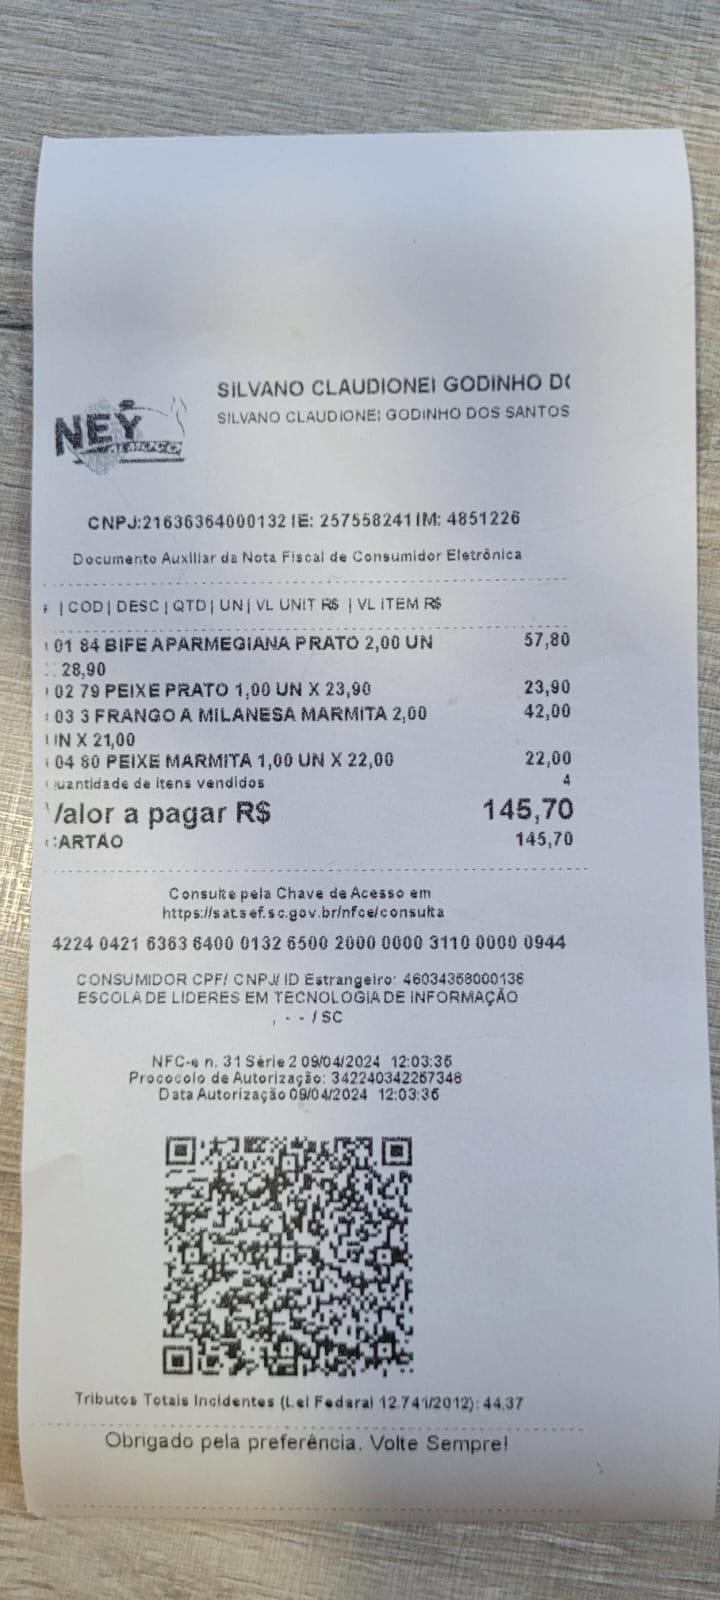 SILVANO CLAUDIONEI GODINHO DO
SILVANO CLAUDIONEI GODINHO DOS SANTOS
NEY
ALMOÇO
CNPJ:21636364000132 IE: 257558241 IM: 4851226
Documento Auxiliar da Nota Fiscal de Consumidor Eletrônica
# | COD | DESC | QTD | UN | VL UNIT R$ | VL ITEM R$
01 84 BIFE APARMEGIANA PRATO 2,00 UN 57,80
X 28,90
02 79 PEIXE PRATO 1,00 UN X 23,90 23,90
03 3 FRANGO A MILANESA MARMITA 2,00 42,00
UN X 21,00
04 80 PEIXE MARMITA 1,00 UN X 22,00 22,00
Quantidade de itens vendidos 4
Valor a pagar R$ 145,70
CARTÃO 145,70
Consulte pela Chave de Acesso em
https://sat.sef.sc.gov.br/nfce/consulta
4224 0421 6363 6400 0132 6500 2000 0000 3110 0000 0944
CONSUMIDOR CPF/ CNPJ/ ID Estrangeiro: 46034368000136
ESCOLA DE LIDERES EM TECNOLOGIA DE INFORMAÇÃO
, - - / SC
NFC-e n. 31 Série 2 09/04/2024 12:03:35
Prococolo de Autorização: 342240342267348
Data Autorização 09/04/2024 12:03:36
Tributos Totais Incidentes (Lei Federal 12.741/2012): 44,37
Obrigado pela preferência. Volte Sempre!